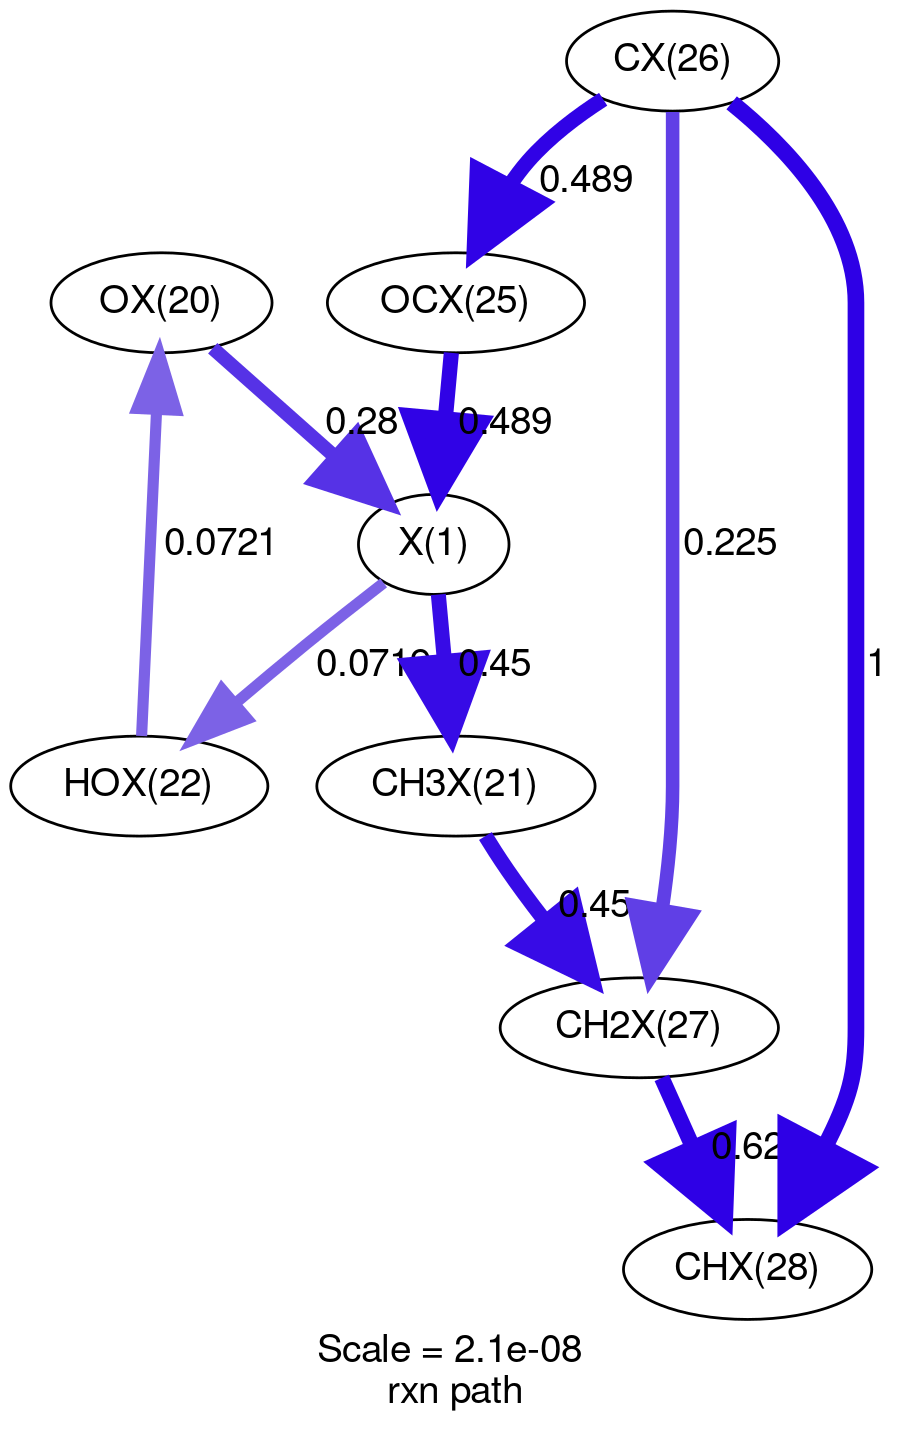 CX(26)
0.489
OX(20)
OCX(25)
0.28
0.489
0.0721
X(1)
0.225
0.45
1
HOX(22)
CH3X(21)
0.45
CH2X(27)
CHX(28)
Scale = 2.1e-08
rxn path